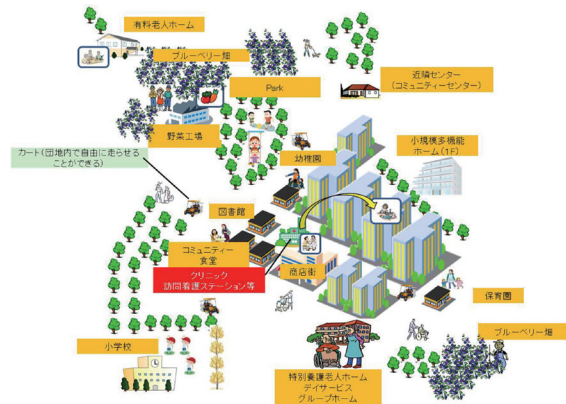 有料老人ホーム
ブルーベリー畑
Park
近隣センター
(コミュニティーセンター)
野菜工場
カート(団地内で自由に走らせる
ことができる)
幼稚園
小規模多機能
ホーム(1F)
図書館
コミュニティー
食堂
クリニック
訪問看護ステーション等
商店街
保育園
ブルーベリー畑
小学校
特別養護老人ホーム
デイサービス
グループホーム